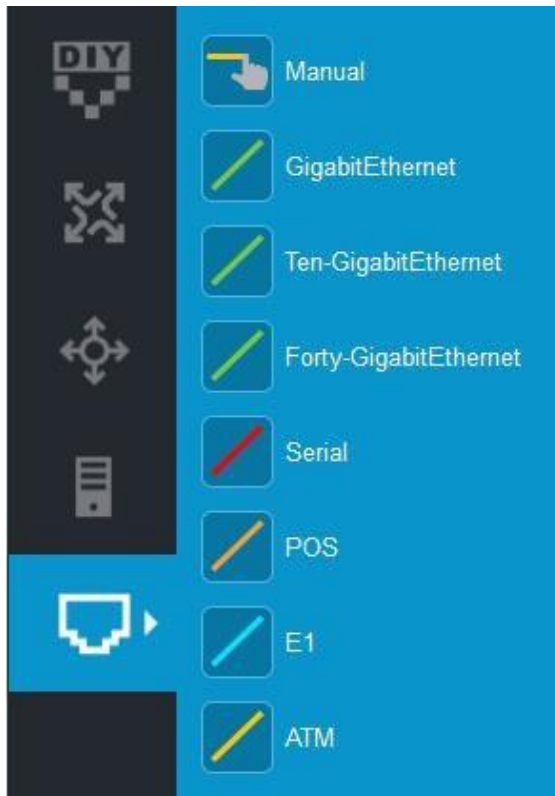 DIY
Manual
GigabitEthernet
Ten-GigabitEthernet
Forty-GigabitEthernet
Serial
POS
E1
ATM